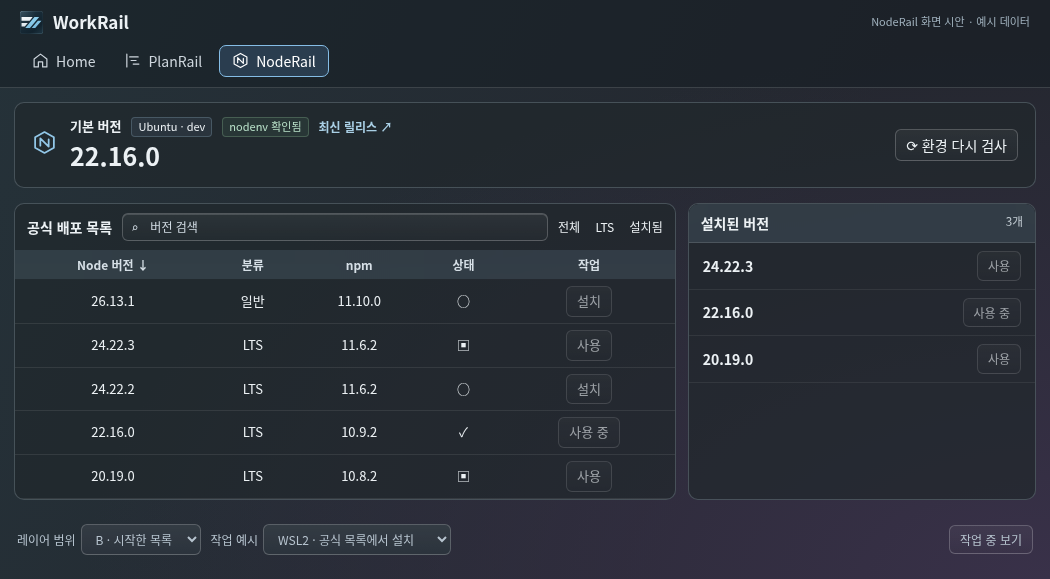 WorkRail
NodeRail 화면 시안 · 예시 데이터
Home PlanRail NodeRail
기본 버전 Ubuntu · dev nodenv 확인됨 최신 릴리스 ↗
22.16.0
⟳ 환경 다시 검사
공식 배포 목록 버전 검색 전체 LTS 설치됨
Node 버전 ↓ 분류 npm 상태 작업
26.13.1 일반 11.10.0 ○ 설치
24.22.3 LTS 11.6.2 ▣ 사용
24.22.2 LTS 11.6.2 ○ 설치
22.16.0 LTS 10.9.2 ✓ 사용 중
20.19.0 LTS 10.8.2 ▣ 사용
설치된 버전 3개
24.22.3 사용
22.16.0 사용 중
20.19.0 사용
레이어 범위 B · 시작한 목록 작업 예시 WSL2 · 공식 목록에서 설치 작업 중 보기